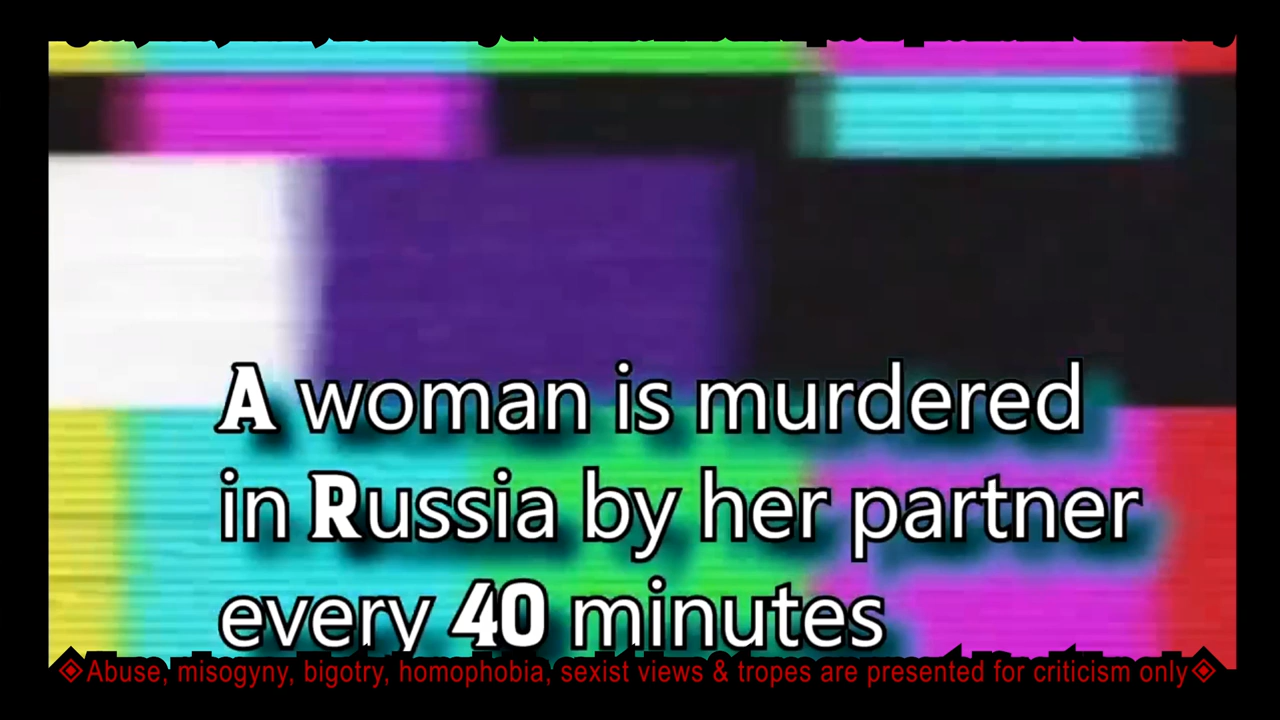 A woman is murdered
in Russia by her partner
every 40 minutes
◈Abuse, misogyny, bigotry, homophobia, sexist views & tropes are presented for criticism only◈